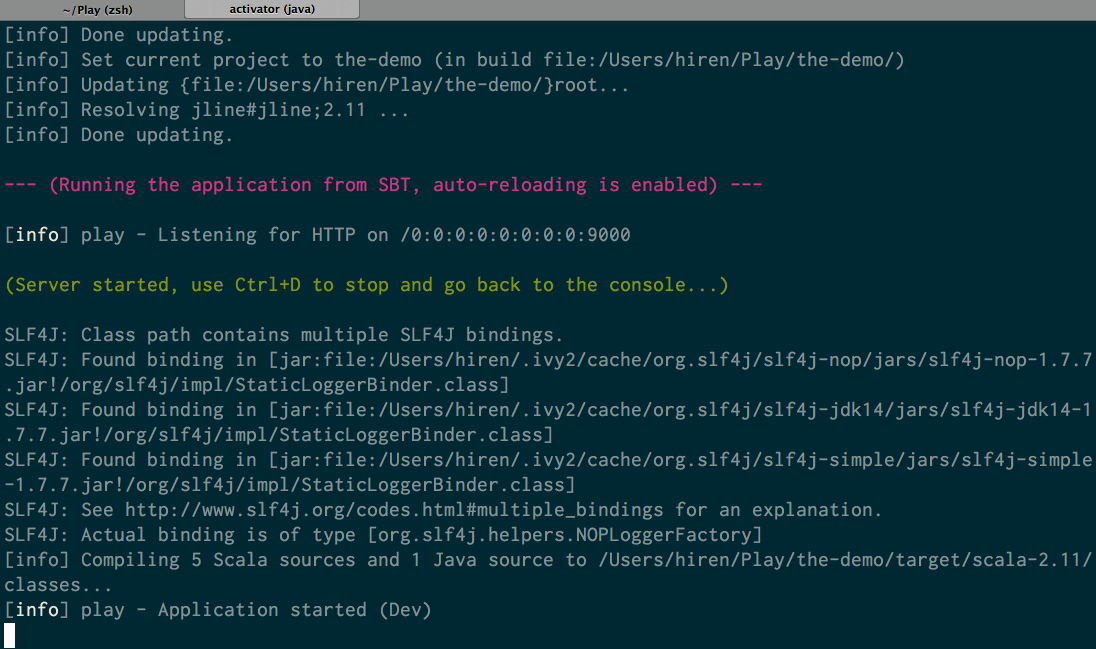 ~/Play (zsh) activator (java)
[info] Done updating.
[info] Set current project to the-demo (in build file:/Users/hiren/Play/the-demo/)
[info] Updating {file:/Users/hiren/Play/the-demo/}root...
[info] Resolving jline#jline;2.11 ...
[info] Done updating.
--- (Running the application from SBT, auto-reloading is enabled) ---
[info] play - Listening for HTTP on /0:0:0:0:0:0:0:0:9000
(Server started, use Ctrl+D to stop and go back to the console...)
SLF4J: Class path contains multiple SLF4J bindings.
SLF4J: Found binding in [jar:file:/Users/hiren/.ivy2/cache/org.slf4j/slf4j-nop/jars/slf4j-nop-1.7.7
.jar!/org/slf4j/impl/StaticLoggerBinder.class]
SLF4J: Found binding in [jar:file:/Users/hiren/.ivy2/cache/org.slf4j/slf4j-jdk14/jars/slf4j-jdk14-1
.7.7.jar!/org/slf4j/impl/StaticLoggerBinder.class]
SLF4J: Found binding in [jar:file:/Users/hiren/.ivy2/cache/org.slf4j/slf4j-simple/jars/slf4j-simple
-1.7.7.jar!/org/slf4j/impl/StaticLoggerBinder.class]
SLF4J: See http://www.slf4j.org/codes.html#multiple_bindings for an explanation.
SLF4J: Actual binding is of type [org.slf4j.helpers.NOPLoggerFactory]
[info] Compiling 5 Scala sources and 1 Java source to /Users/hiren/Play/the-demo/target/scala-2.11/
classes...
[info] play - Application started (Dev)